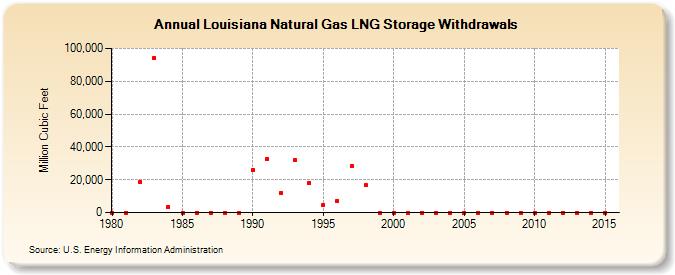 Annual Louisiana Natural Gas LNG Storage Withdrawals
Million Cubic Feet
100,000
80,000
60,000
40,000
20,000
0
1980 1985 1990 1995 2000 2005 2010 2015
Source: U.S. Energy Information Administration